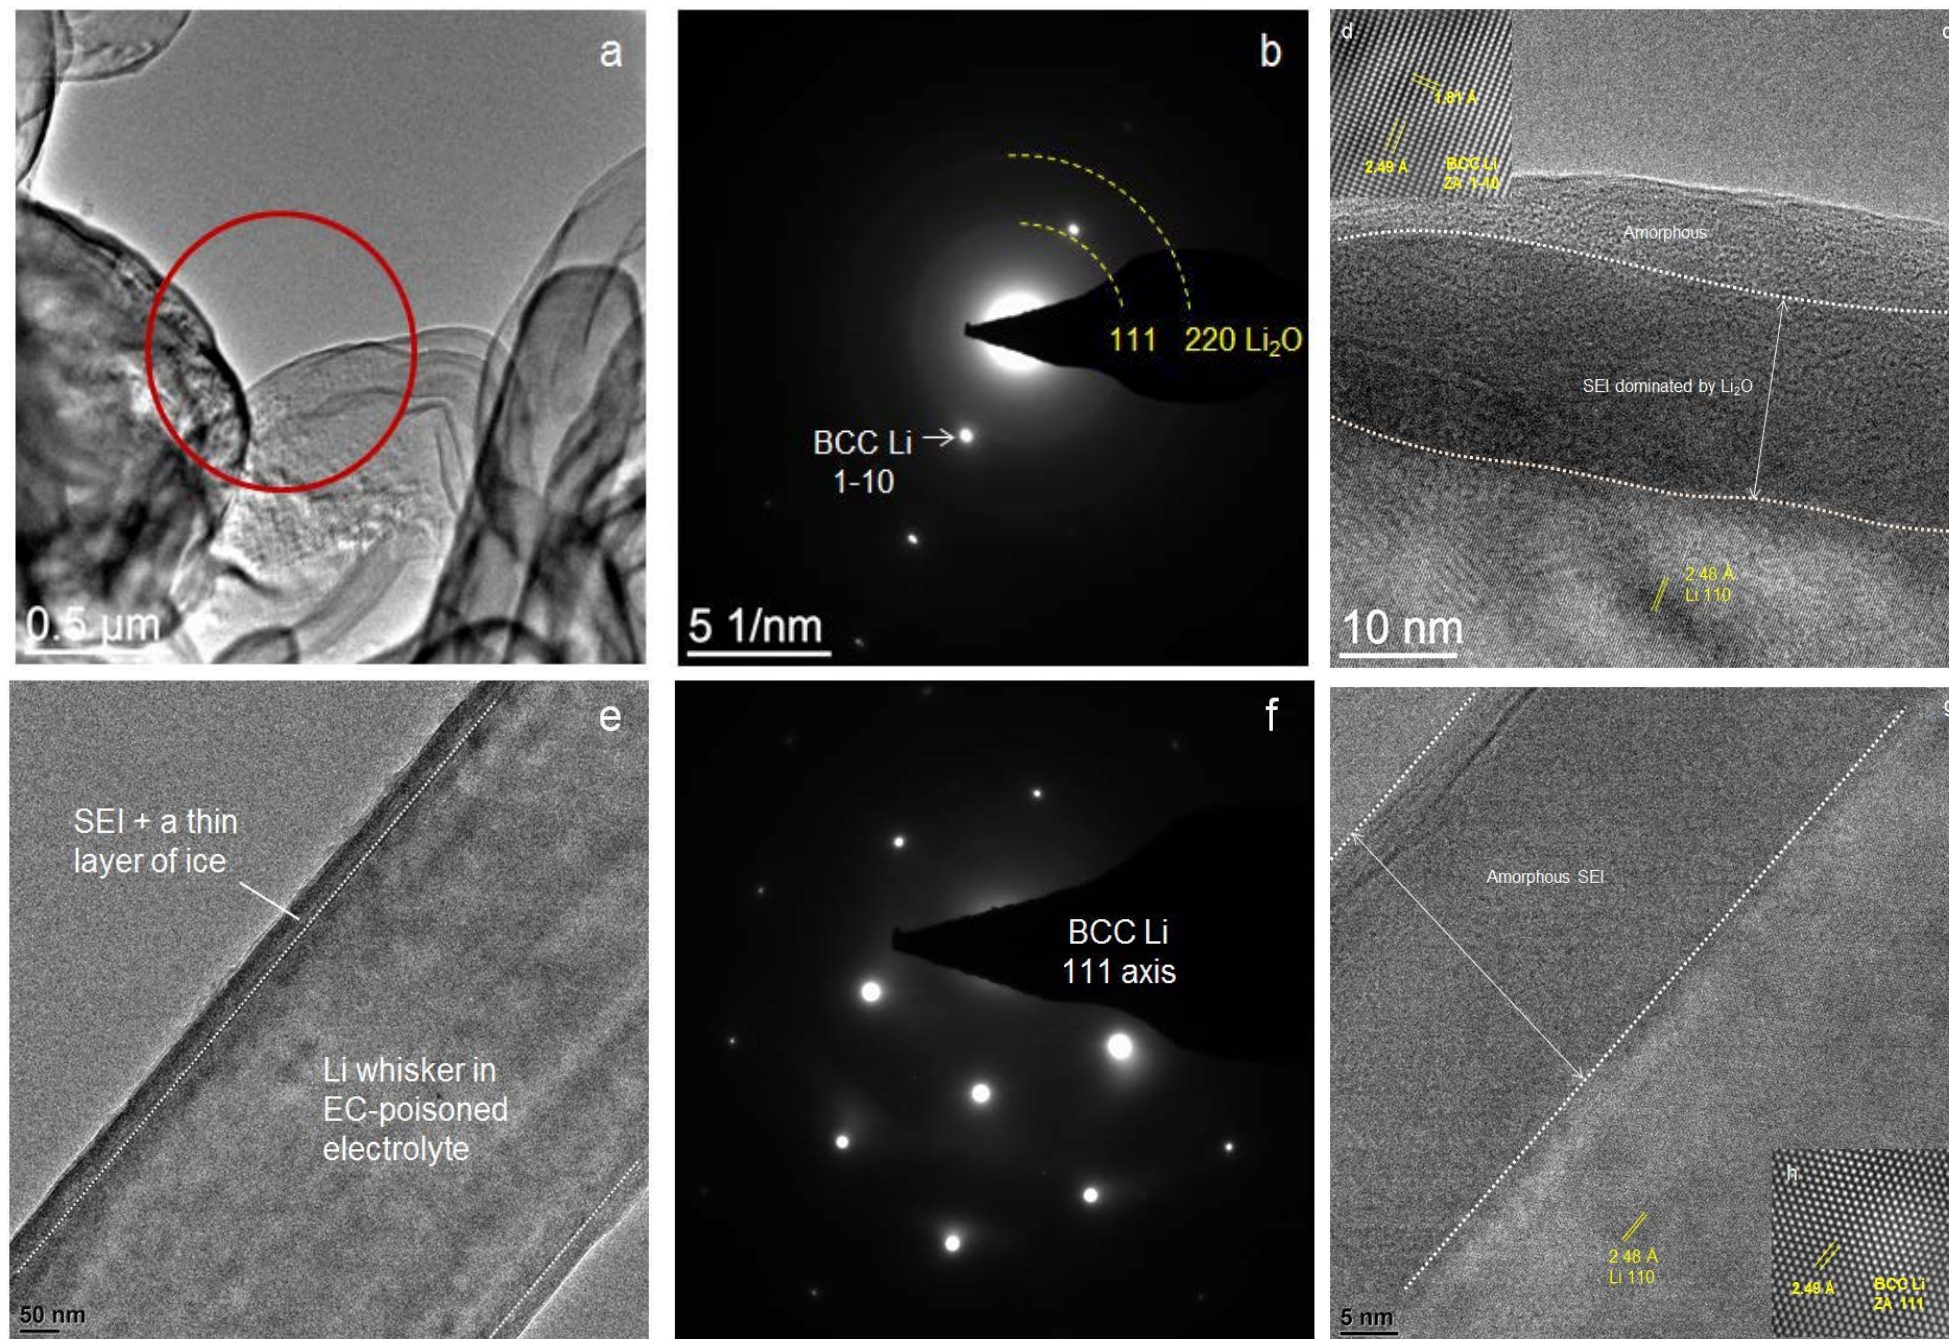 a
0.5 µm
b
111 220 Li₂O
BCC Li
1-10
5 1/nm
d
1.81 Å
2.49 Å
BCC Li
ZA 1-10
Amorphous
SEI dominated by Li₂O
2 48 Å
Li 110
10 nm
e
SEI + a thin
layer of ice
Li whisker in
EC-poisoned
electrolyte
50 nm
f
BCC Li
111 axis
Amorphous SEI
2 48 Å
Li 110
5 nm
h
2.49 Å
BCC Li
ZA 111